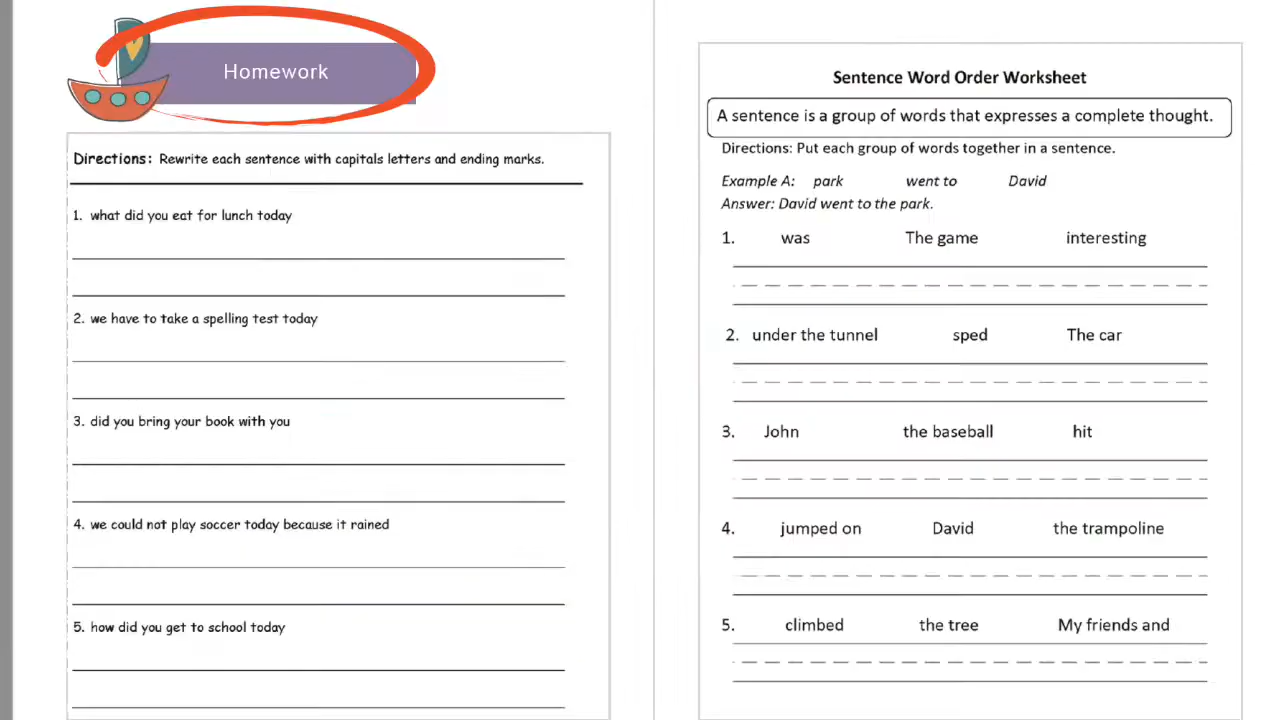 Homework
Directions: Rewrite each sentence with capitals letters and ending marks.
1. what did you eat for lunch today
2. we have to take a spelling test today
3. did you bring your book with you
4. we could not play soccer today because it rained
5. how did you get to school today
Sentence Word Order Worksheet
A sentence is a group of words that expresses a complete thought.
Directions: Put each group of words together in a sentence.
Example A: park went to David
Answer: David went to the park.
1. was The game interesting
2. under the tunnel sped The car
3. John the baseball hit
4. jumped on David the trampoline
5. climbed the tree My friends and